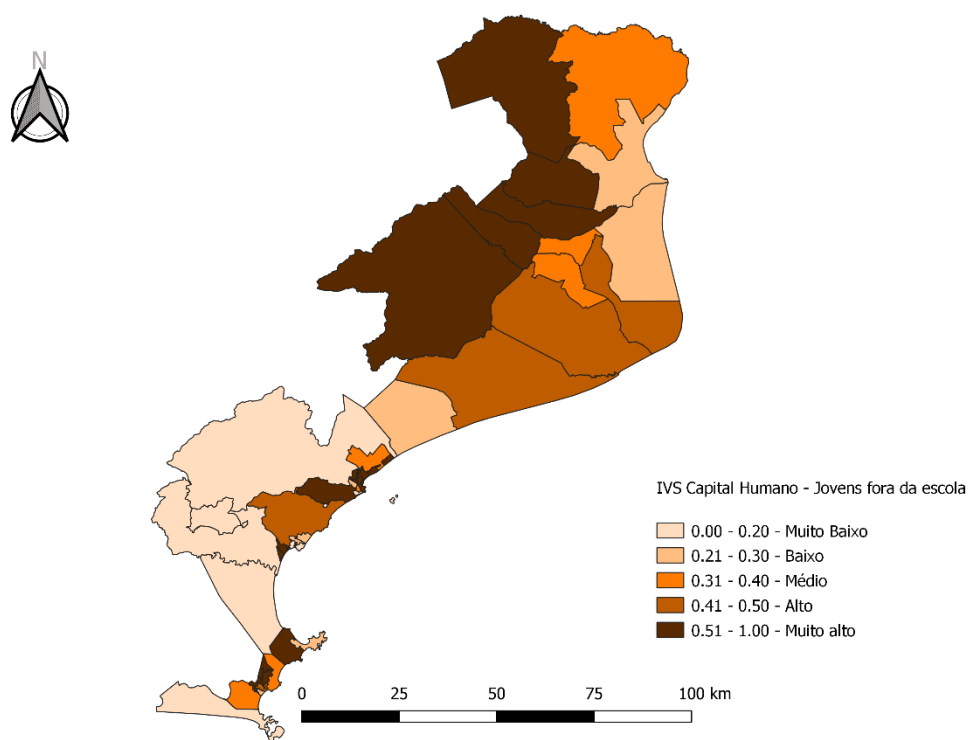 N
IVS Capital Humano - Jovens fora da escola
0.00 - 0.20 - Muito Baixo
0.21 - 0.30 - Baixo
0.31 - 0.40 - Médio
0.41 - 0.50 - Alto
0.51 - 1.00 - Muito alto
0 25 50 75 100 km